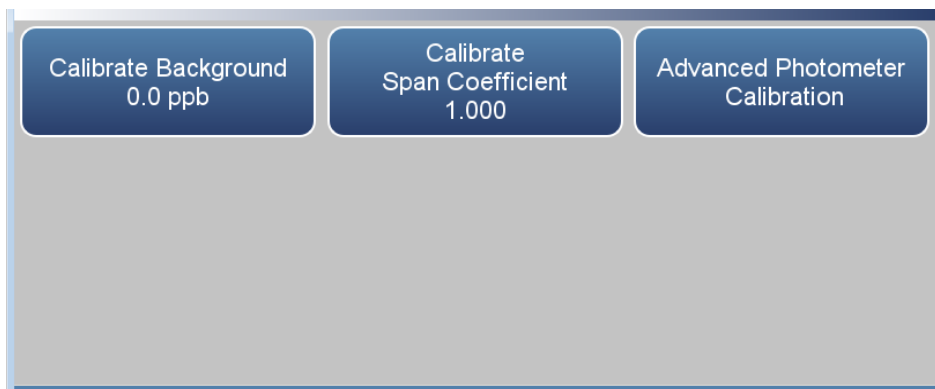 Calibrate Background
0.0 ppb
Calibrate
Span Coefficient
1.000
Advanced Photometer
Calibration